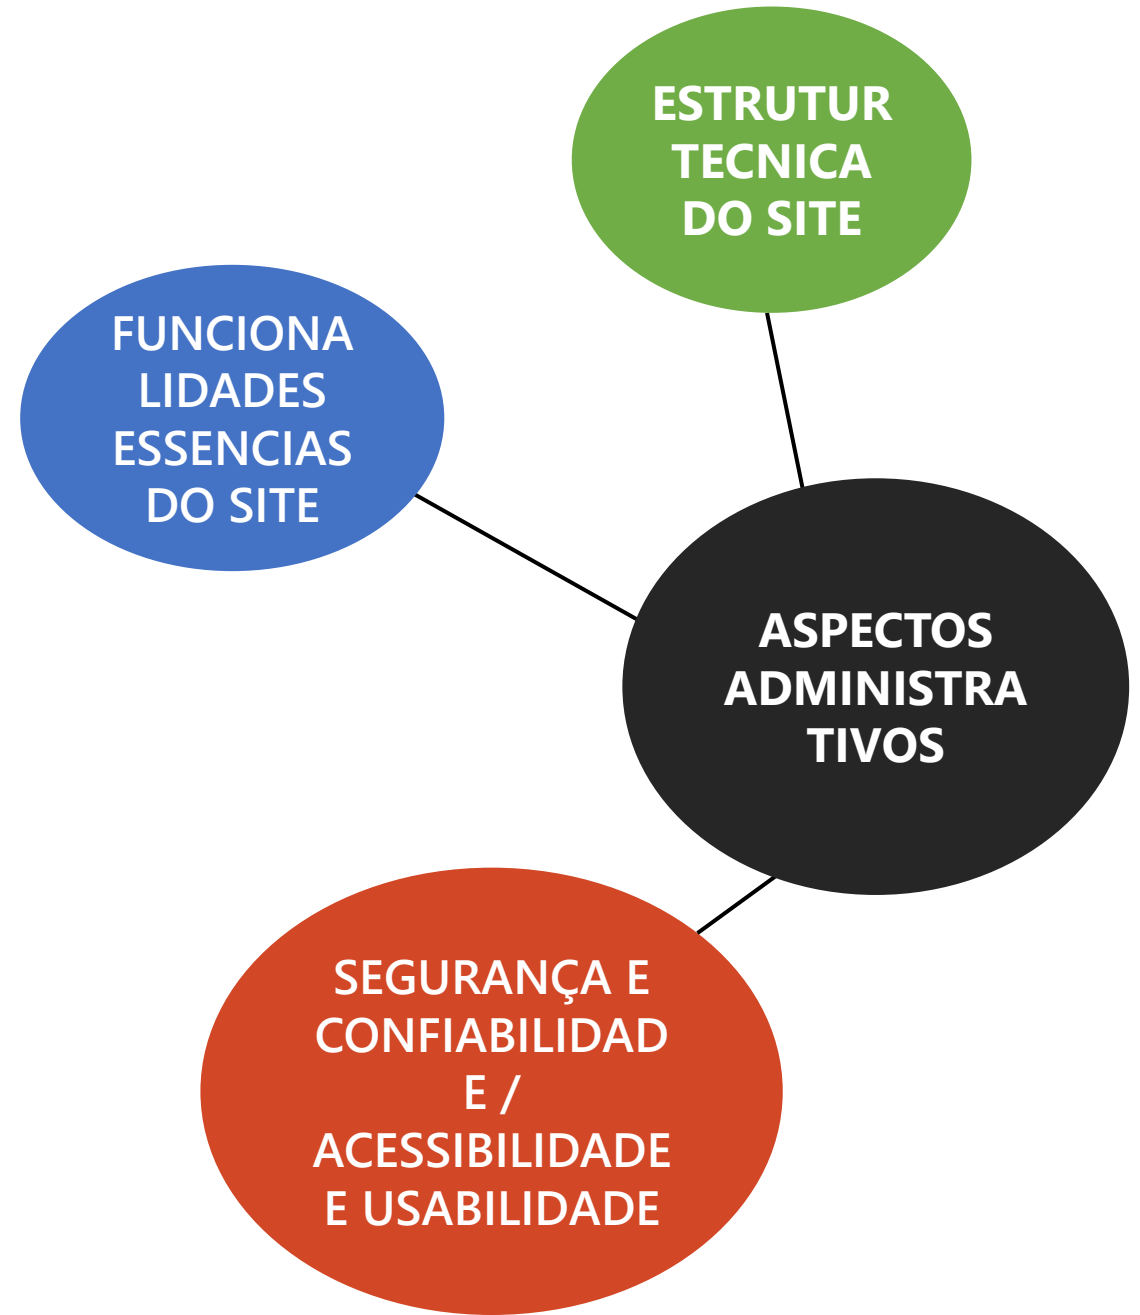 ESTRUTUR
TECNICA
DO SITE
FUNCIONA
LIDADES
ESSENCIAS
DO SITE
ASPECTOS
ADMINISTRA
TIVOS
SEGURANÇA E
CONFIABILIDAD
E /
ACESSIBILIDADE
E USABILIDADE